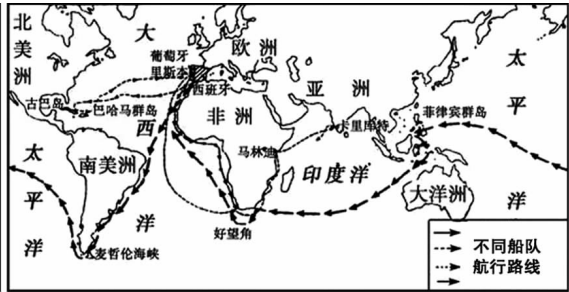 北美洲
大西洋
欧洲
亚洲
太平洋
葡萄牙
里斯本
西班牙
古巴岛
巴哈马群岛
非洲
马林迪
卡里库特
菲律宾群岛
太平洋
南美洲
印度洋
大洋洲
好望角
麦哲伦海峡
不同船队
航行路线